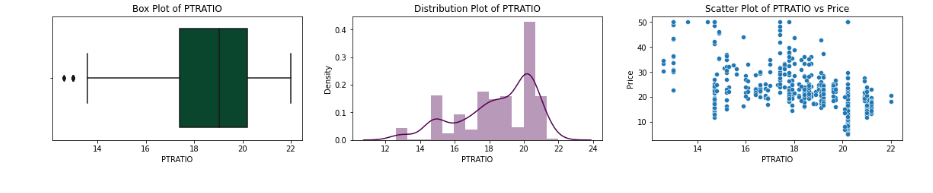 Box Plot of PTRATIO
14 16 18 20 22
PTRATIO
Distribution Plot of PTRATIO
Density
0.4
0.3
0.2
0.1
0.0
12 14 16 18 20 22 24
PTRATIO
Scatter Plot of PTRATIO vs Price
Price
50
40
30
20
10
14 16 18 20 22
PTRATIO